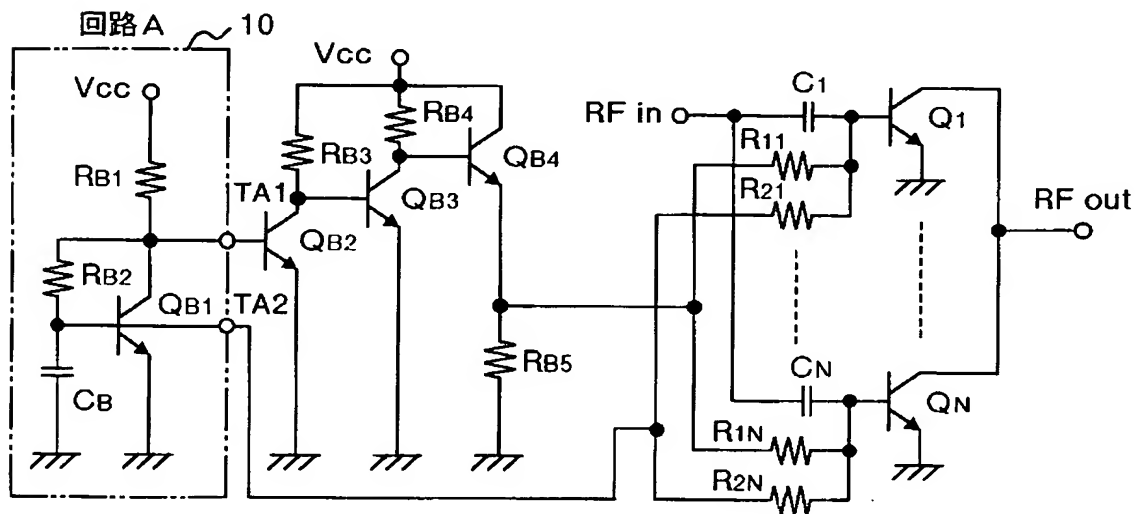 回路A 10
Vcc
RB1
RB2
QB1
CB
TA1
TA2
Vcc
RB3
RB4
QB2
QB3
QB4
RB5
RF in
C1
R11
R21
Q1
RF out
CN
R1N
R2N
QN